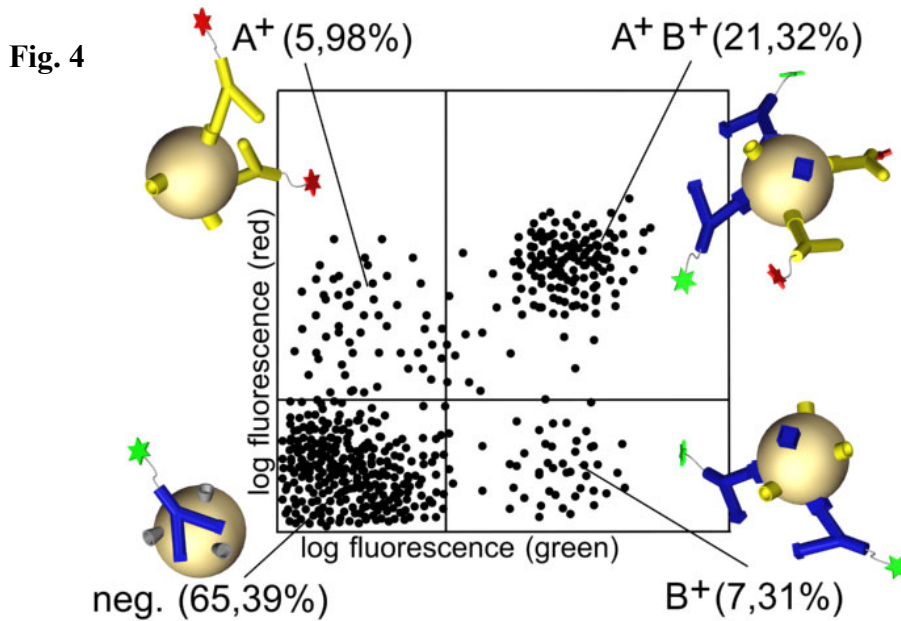 Fig. 4
A⁺ (5,98%)
A⁺ B⁺ (21,32%)
log fluorescence (red)
log fluorescence (green)
neg. (65,39%)
B⁺ (7,31%)